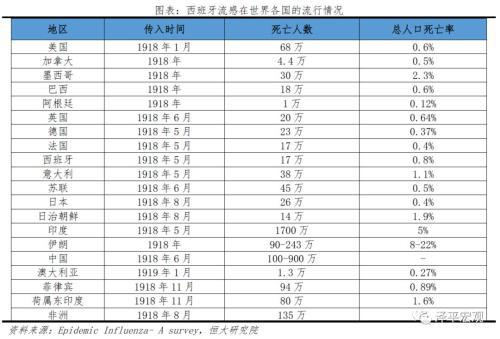 图表：西班牙流感在世界各国的流行情况
地区 传入时间 死亡人数 总人口死亡率
美国 1918 年 1 月 68 万 0.6%
加拿大 1918 年 4.4 万 0.5%
墨西哥 1918 年 30 万 2.3%
巴西 1918 年 18 万 0.6%
阿根廷 1918 年 1 万 0.12%
英国 1918 年 6 月 20 万 0.64%
德国 1918 年 5 月 23 万 0.37%
法国 1918 年 5 月 17 万 0.4%
西班牙 1918 年 5 月 17 万 0.8%
意大利 1918 年 5 月 38 万 1.1%
苏联 1918 年 6 月 45 万 0.5%
日本 1918 年 8 月 26 万 0.4%
日治朝鲜 1918 年 8 月 14 万 1.9%
印度 1918 年 5 月 1700 万 5%
伊朗 1918 年 90-243 万 8-22%
中国 1918 年 6 月 100-900 万 -
澳大利亚 1919 年 1 月 1.3 万 0.27%
菲律宾 1918 年 11 月 94 万 0.89%
荷属东印度 1918 年 11 月 80 万 1.6%
非洲 1918 年 8 月 135 万
泽平宏观
资料来源：Epidemic Influenza- A survey，恒大研究院